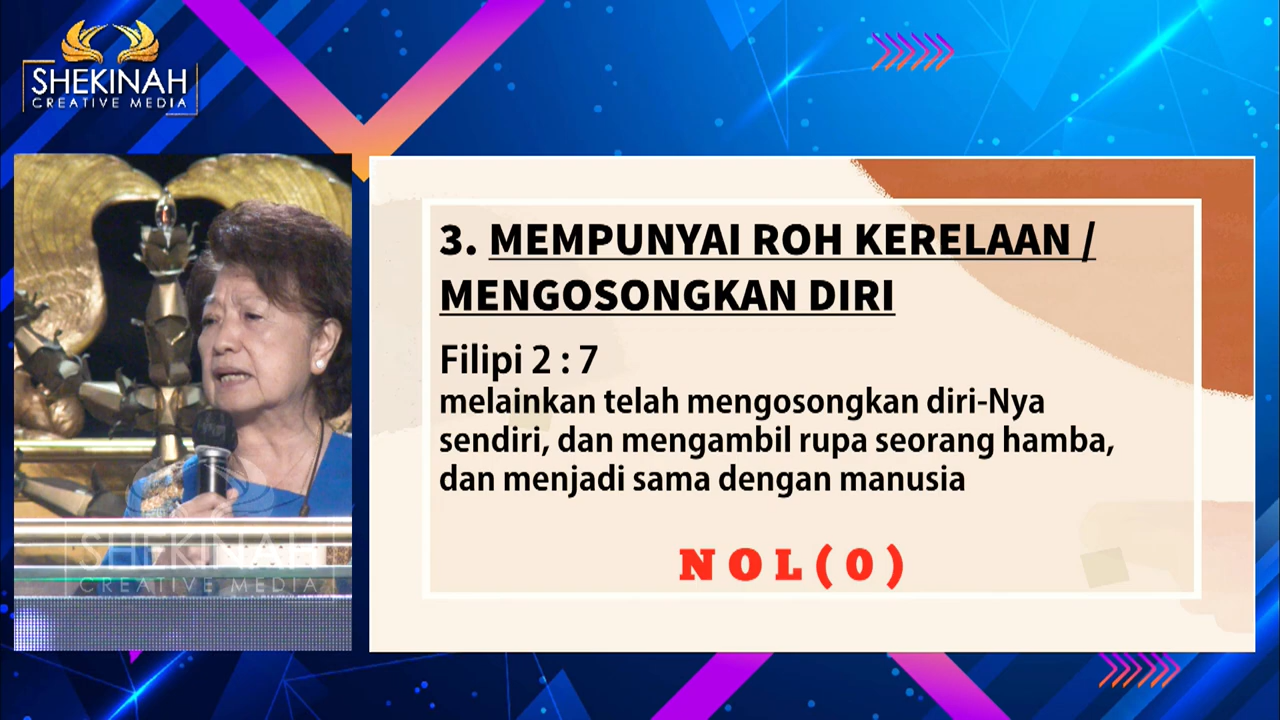 SHEKINAH
CREATIVE MEDIA
3. MEMPUNYAI ROH KERELAAN /
MENGOSONGKAN DIRI
Filipi 2 : 7
melainkan telah mengosongkan diri-Nya
sendiri, dan mengambil rupa seorang hamba,
dan menjadi sama dengan manusia
N O L ( 0 )
SHEKINAH
CREATIVE MEDIA